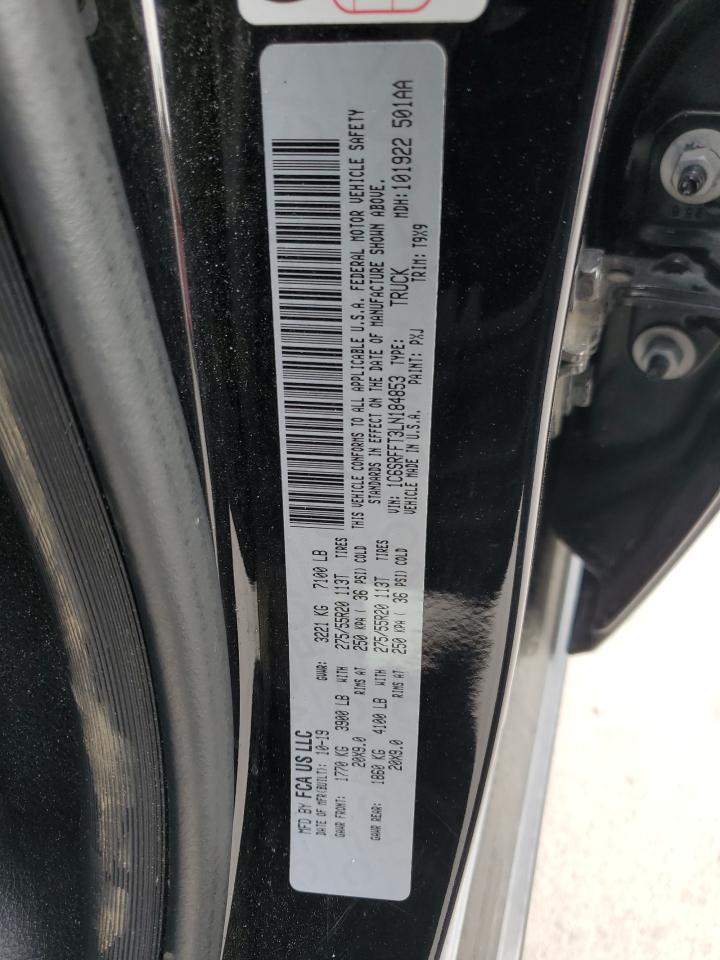 MFD BY FCA US LLC
DATE OF MFR(BUILT): 10-19 GVWR: 3221 KG 7100 LB
GAWR FRONT: 1770 KG 3900 LB WITH 275/55R20 113T TIRES
20X9.0 RIMS AT 250 KPA ( 36 PSI) COLD
GAWR REAR: 1860 KG 4100 LB WITH 275/55R20 113T TIRES
20X9.0 RIMS AT 250 KPA ( 36 PSI) COLD
THIS VEHICLE CONFORMS TO ALL APPLICABLE U.S.A. FEDERAL MOTOR VEHICLE SAFETY
STANDARDS IN EFFECT ON THE DATE OF MANUFACTURE SHOWN ABOVE.
VIN: 1C6SRFFT3LN184853 TYPE: TRUCK MDH:101922 501AA
VEHICLE MADE IN U.S.A. PAINT: PXJ TRIM: T9X9